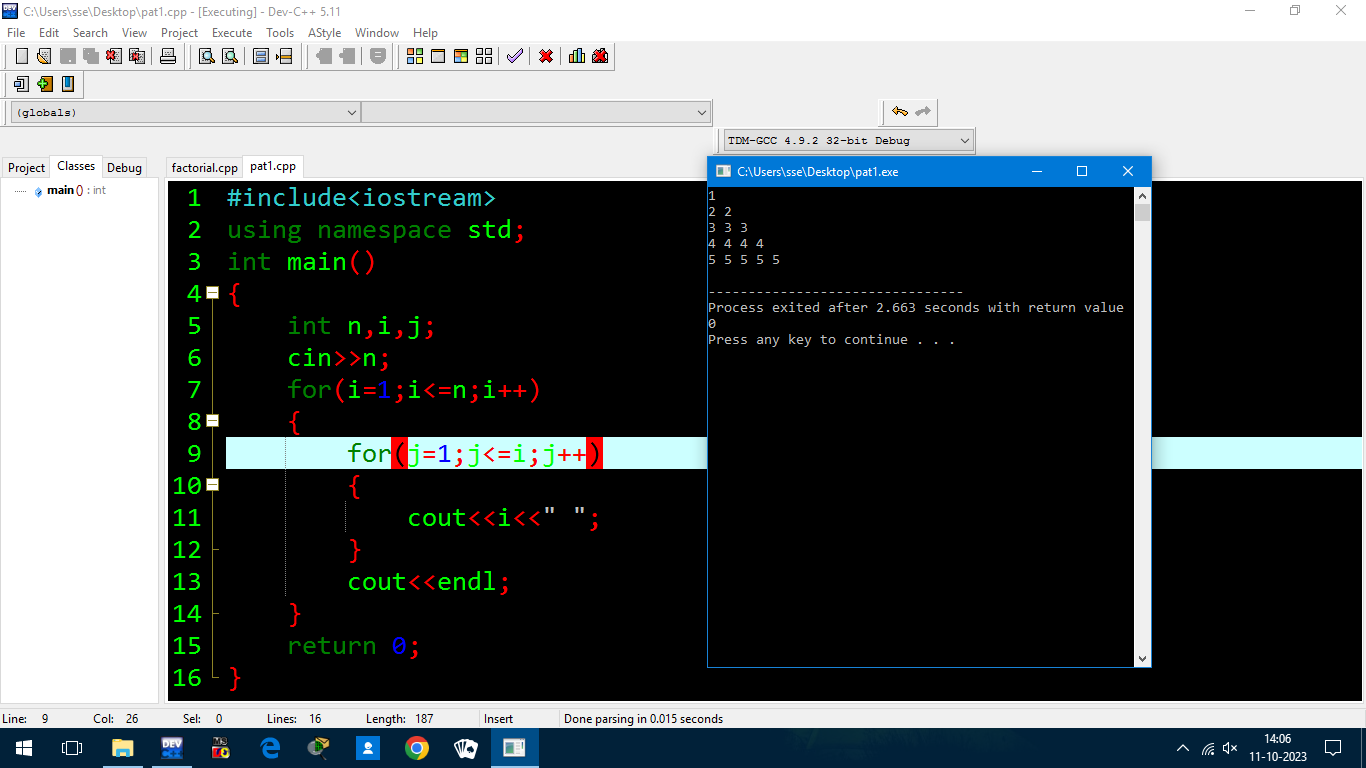 C:\Users\sse\Desktop\pat1.cpp - [Executing] - Dev-C++ 5.11
File Edit Search View Project Execute Tools AStyle Window Help
(globals)
TDM-GCC 4.9.2 32-bit Debug
Project Classes Debug
factorial.cpp pat1.cpp
main () : int
1 #include<iostream>
2 using namespace std;
3 int main()
4 {
5 int n,i,j;
6 cin>>n;
7 for(i=1;i<=n;i++)
8 {
9 for(j=1;j<=i;j++)
10 {
11 cout<<i<<" ";
12 }
13 cout<<endl;
14 }
15 return 0;
16 }
C:\Users\sse\Desktop\pat1.exe
1
2 2
3 3 3
4 4 4 4
5 5 5 5 5
--------------------------------
Process exited after 2.663 seconds with return value
0
Press any key to continue . . .
Line: 9 Col: 26 Sel: 0 Lines: 16 Length: 187 Insert Done parsing in 0.015 seconds
DEV
DEV
14:06
11-10-2023